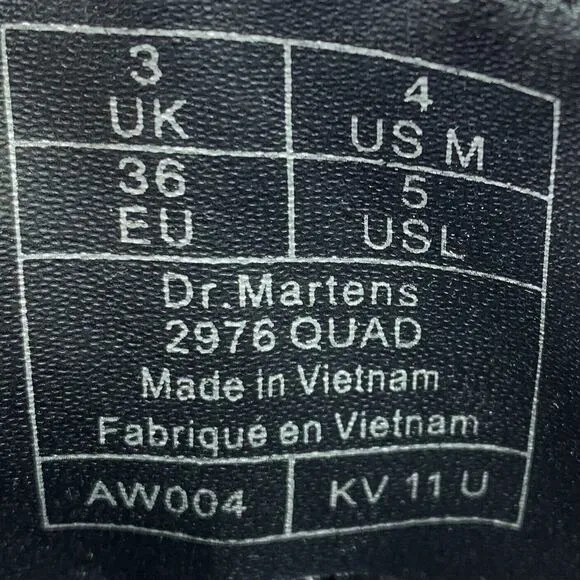 3 UK
4 US M
36 EU
5 USL
Dr.Martens
2976 QUAD
Made in Vietnam
Fabriqué en Vietnam
AW004
KV 11 U